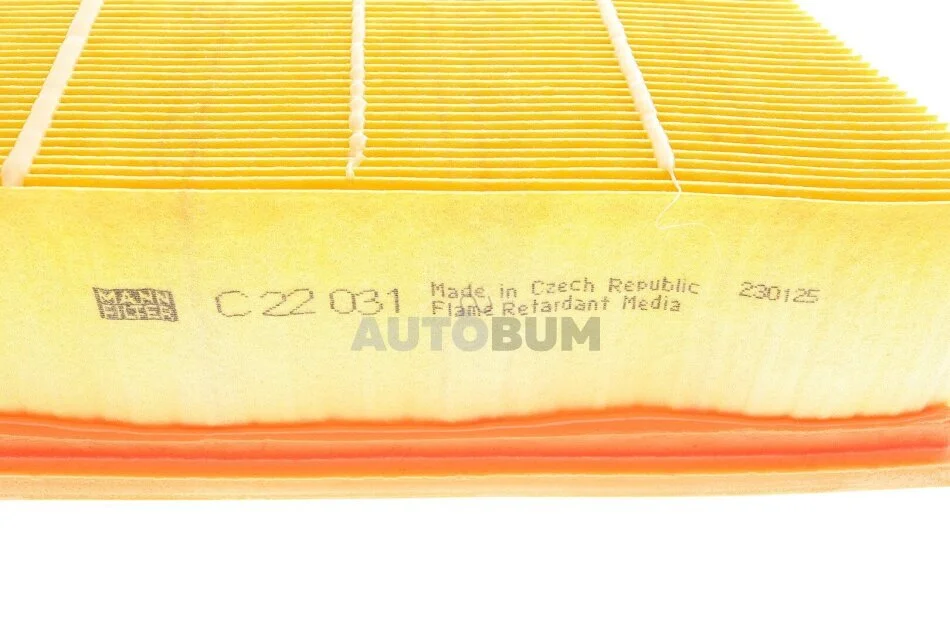 MANN
FILTER
C 22 031
Made in Czech Republic
Flame Retardant Media
230125
AUTOBUM